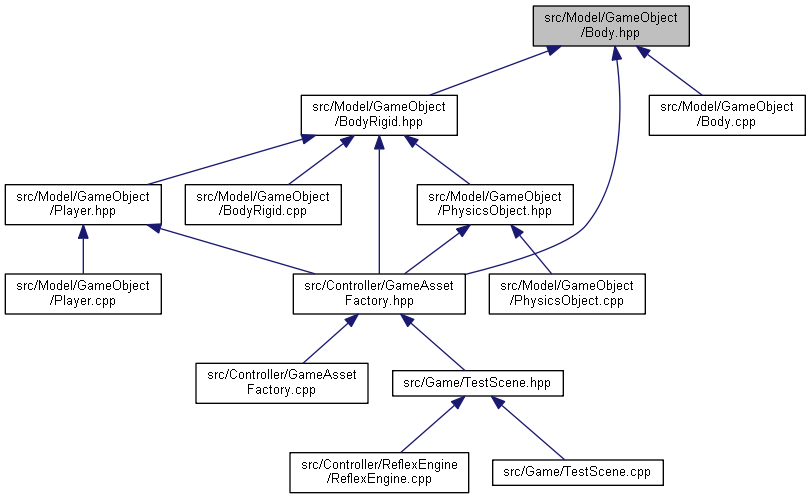 src/Model/GameObject
/Body.hpp
src/Model/GameObject
/BodyRigid.hpp
src/Model/GameObject
/Body.cpp
src/Model/GameObject
/Player.hpp
src/Model/GameObject
/BodyRigid.cpp
src/Model/GameObject
/PhysicsObject.hpp
src/Model/GameObject
/Player.cpp
src/Controller/GameAsset
Factory.hpp
src/Model/GameObject
/PhysicsObject.cpp
src/Controller/GameAsset
Factory.cpp
src/Game/TestScene.hpp
src/Controller/ReflexEngine
/ReflexEngine.cpp
src/Game/TestScene.cpp